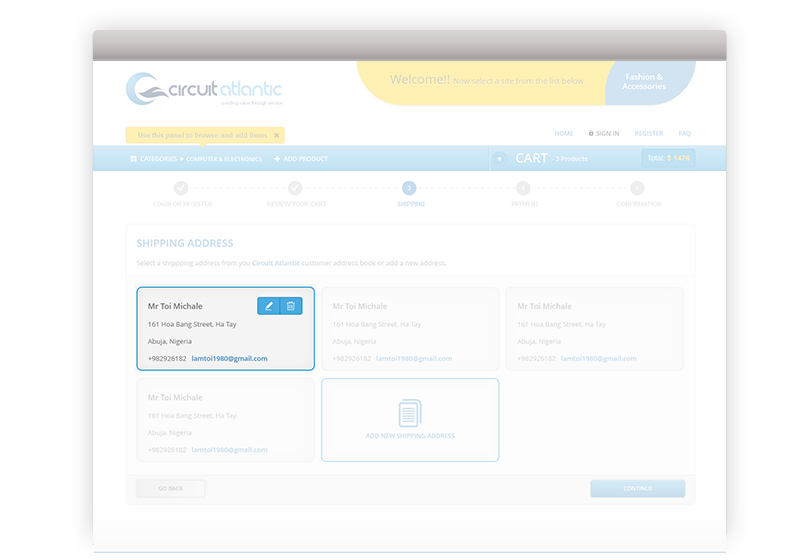 circuit atlantic
creating value through service
Welcome!! Now select a site from the list below
Fashion &
Accessories
Use this panel to browse and add items ×
HOME SIGN IN REGISTER FAQ
CATEGORIES COMPUTER & ELECTRONICS + ADD PRODUCT
CART 3 Products
Total: $ 1479
3
LOGIN OR REGISTER REVIEW YOUR CART SHIPPING PAYMENT CONFIRMATION
SHIPPING ADDRESS
Select a shippping address from you Circuit Atlantic customer address book or add a new address.
Mr Toi Michale
161 Hoa Bang Street, Ha Tay
Abuja, Nigeria
+982926182 lamtoi1980@gmail.com
Mr Toi Michale
161 Hoa Bang Street, Ha Tay
Abuja, Nigeria
+982926182 lamtoi1980@gmail.com
Mr Toi Michale
161 Hoa Bang Street, Ha Tay
Abuja, Nigeria
+982926182 lamtoi1980@gmail.com
Mr Toi Michale
161 Hoa Bang Street, Ha Tay
Abuja, Nigeria
+982926182 lamtoi1980@gmail.com
ADD NEW SHIPPING ADDRESS
GO BACK
CONTINUE